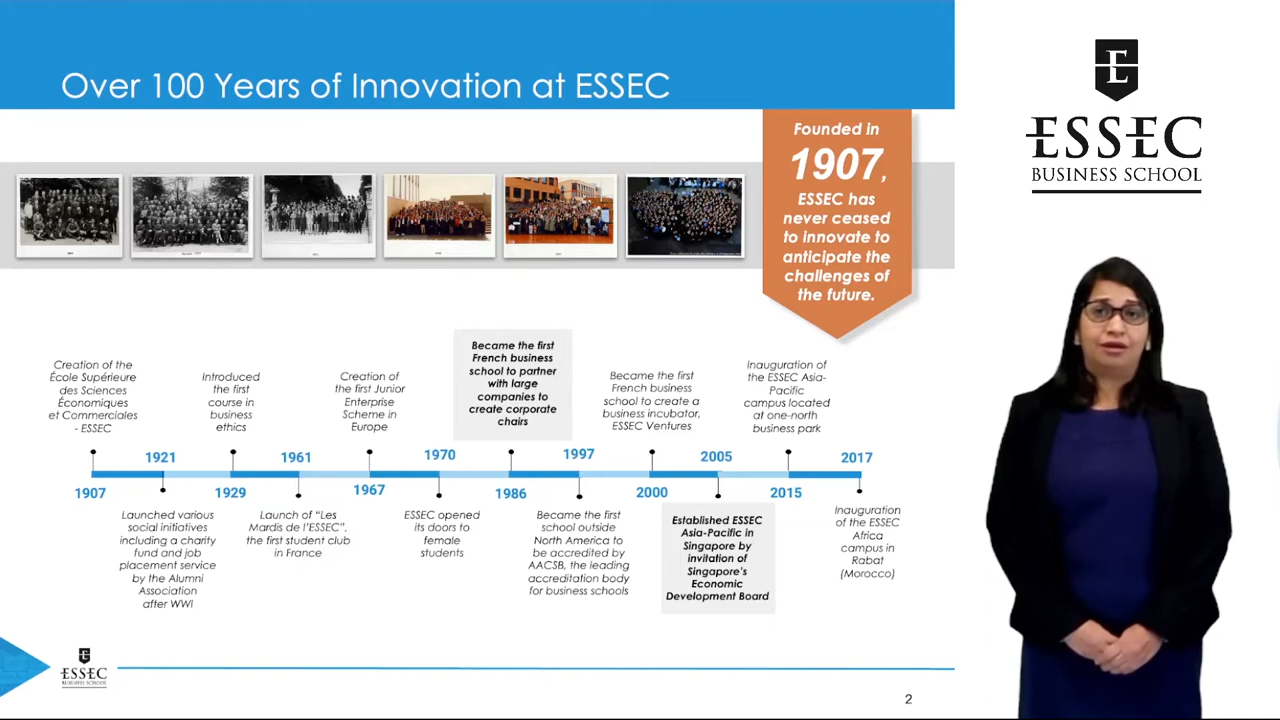 Over 100 Years of Innovation at ESSEC
Founded in
1907,
ESSEC has
never ceased
to innovate to
anticipate the
challenges of
the future.
E
ESSEC
BUSINESS SCHOOL
Creation of the
École Supérieure
des Sciences
Économiques
et Commerciales
- ESSEC
Introduced
the first
course in
business
ethics
Creation of
the first Junior
Enterprise
Scheme in
Europe
Became the first
French business
school to partner
with large
companies to
create corporate
chairs
Became the first
French business
school to create a
business incubator,
ESSEC Ventures
Inauguration of
the ESSEC Asia-
Pacific
campus located
at one-north
business park
1921
1961
1970
1997
2005
2017
1907
1929
1967
1986
2000
2015
Launched various
social initiatives
including a charity
fund and job
placement service
by the Alumni
Association
after WWI
Launch of “Les
Mardis de l’ESSEC”,
the first student club
in France
ESSEC opened
its doors to
female
students
Became the first
school outside
North America to
be accredited by
AACSB, the leading
accreditation body
for business schools
Established ESSEC
Asia-Pacific in
Singapore by
invitation of
Singapore’s
Economic
Development Board
Inauguration
of the ESSEC
Africa
campus in
Rabat
(Morocco)
ESSEC
BUSINESS SCHOOL
2